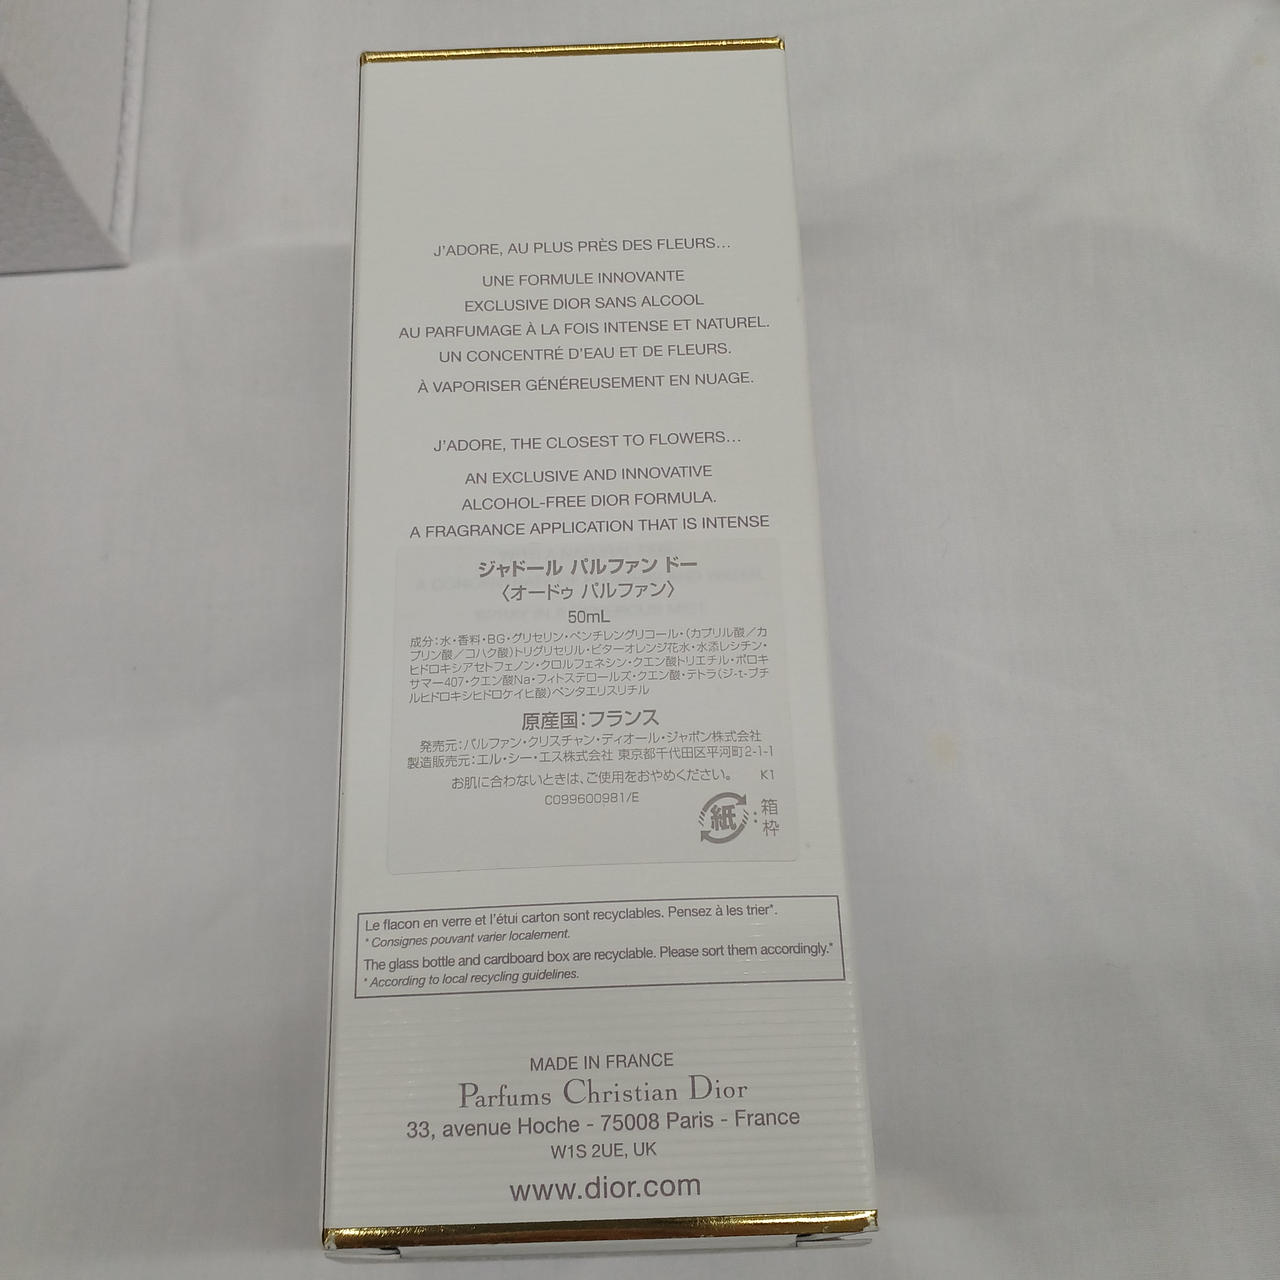 J'ADORE, AU PLUS PRÈS DES FLEURS...
UNE FORMULE INNOVANTE
EXCLUSIVE DIOR SANS ALCOOL
AU PARFUMAGE À LA FOIS INTENSE ET NATUREL.
UN CONCENTRÉ D'EAU ET DE FLEURS.
À VAPORISER GÉNÉREUSEMENT EN NUAGE.
J'ADORE, THE CLOSEST TO FLOWERS...
AN EXCLUSIVE AND INNOVATIVE
ALCOHOL-FREE DIOR FORMULA.
A FRAGRANCE APPLICATION THAT IS INTENSE
ジャドール パルファン ドー
〈オードゥ パルファン〉
50mL
成分:水・香料・BG・グリセリン・ペンチレングリコール・(カプリル酸/カ
プリン酸/コハク酸)トリグリセリル・ビターオレンジ花水・水添レシチン・
ヒドロキシアセトフェノン・クロルフェネシン・クエン酸トリエチル・ポロキ
サマー407・クエン酸Na・フィトステロールズ・クエン酸・テトラ(ジ-t-ブチ
ルヒドロキシヒドロケイヒ酸)ペンタエリスリチル
原産国:フランス
発売元:パルファン・クリスチャン・ディオール・ジャポン株式会社
製造販売元:エル・シー・エス株式会社 東京都千代田区平河町2-1-1
お肌に合わないときは、ご使用をおやめください。 K1
C099600981/E
紙:箱
枠
Le flacon en verre et l'étui carton sont recyclables. Pensez à les trier*.
* Consignes pouvant varier localement.
The glass bottle and cardboard box are recyclable. Please sort them accordingly.*
* According to local recycling guidelines.
MADE IN FRANCE
Parfums Christian Dior
33, avenue Hoche - 75008 Paris - France
W1S 2UE, UK
www.dior.com